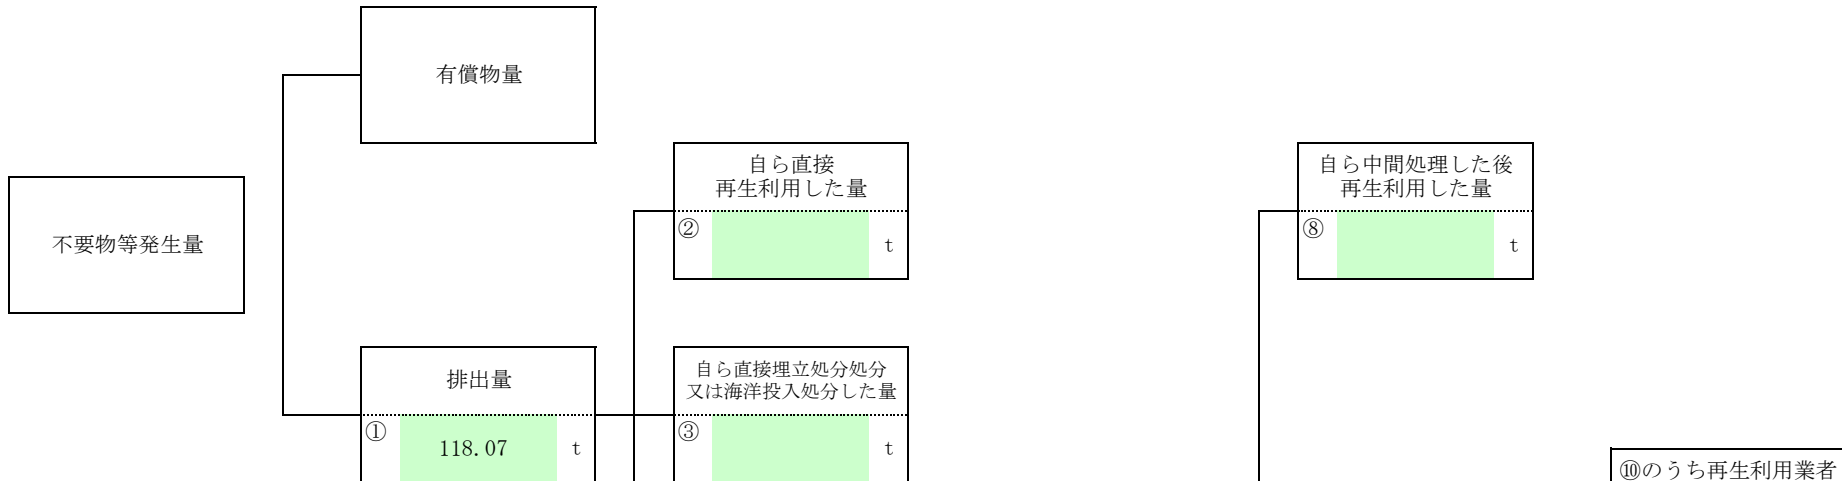 有償物量
自ら直接
再生利用した量
②
t
自ら中間処理した後
再生利用した量
⑧
t
不要物等発生量
排出量
①
118.07
t
自ら直接埋立処分処分
又は海洋投入処分した量
③
t
⑩のうち再生利用業者